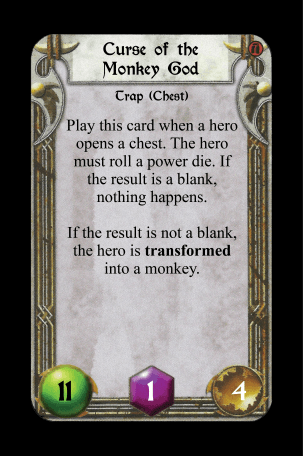 Curse of the
Monkey God
@
Trap (Chest)
Play this card when a hero
opens a chest. The hero
must roll a power die. If
the result is a blank,
nothing happens.
If the result is not a blank,
the hero is transformed
into a monkey.
11
1
4